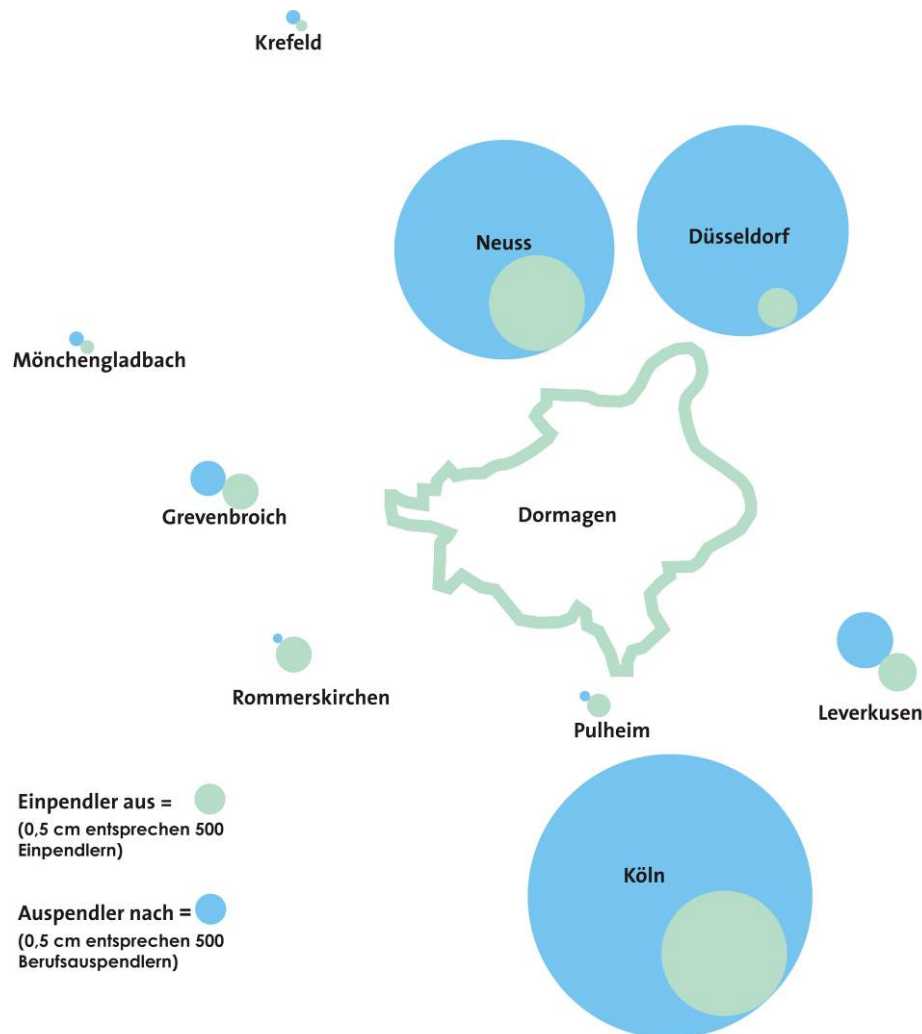 Krefeld
Neuss
Düsseldorf
Mönchengladbach
Grevenbroich
Dormagen
Rommerskirchen
Pulheim
Leverkusen
Köln
Einpendler aus =
(0,5 cm entsprechen 500
Einpendlern)
Auspendler nach =
(0,5 cm entsprechen 500
Berufsauspendlern)